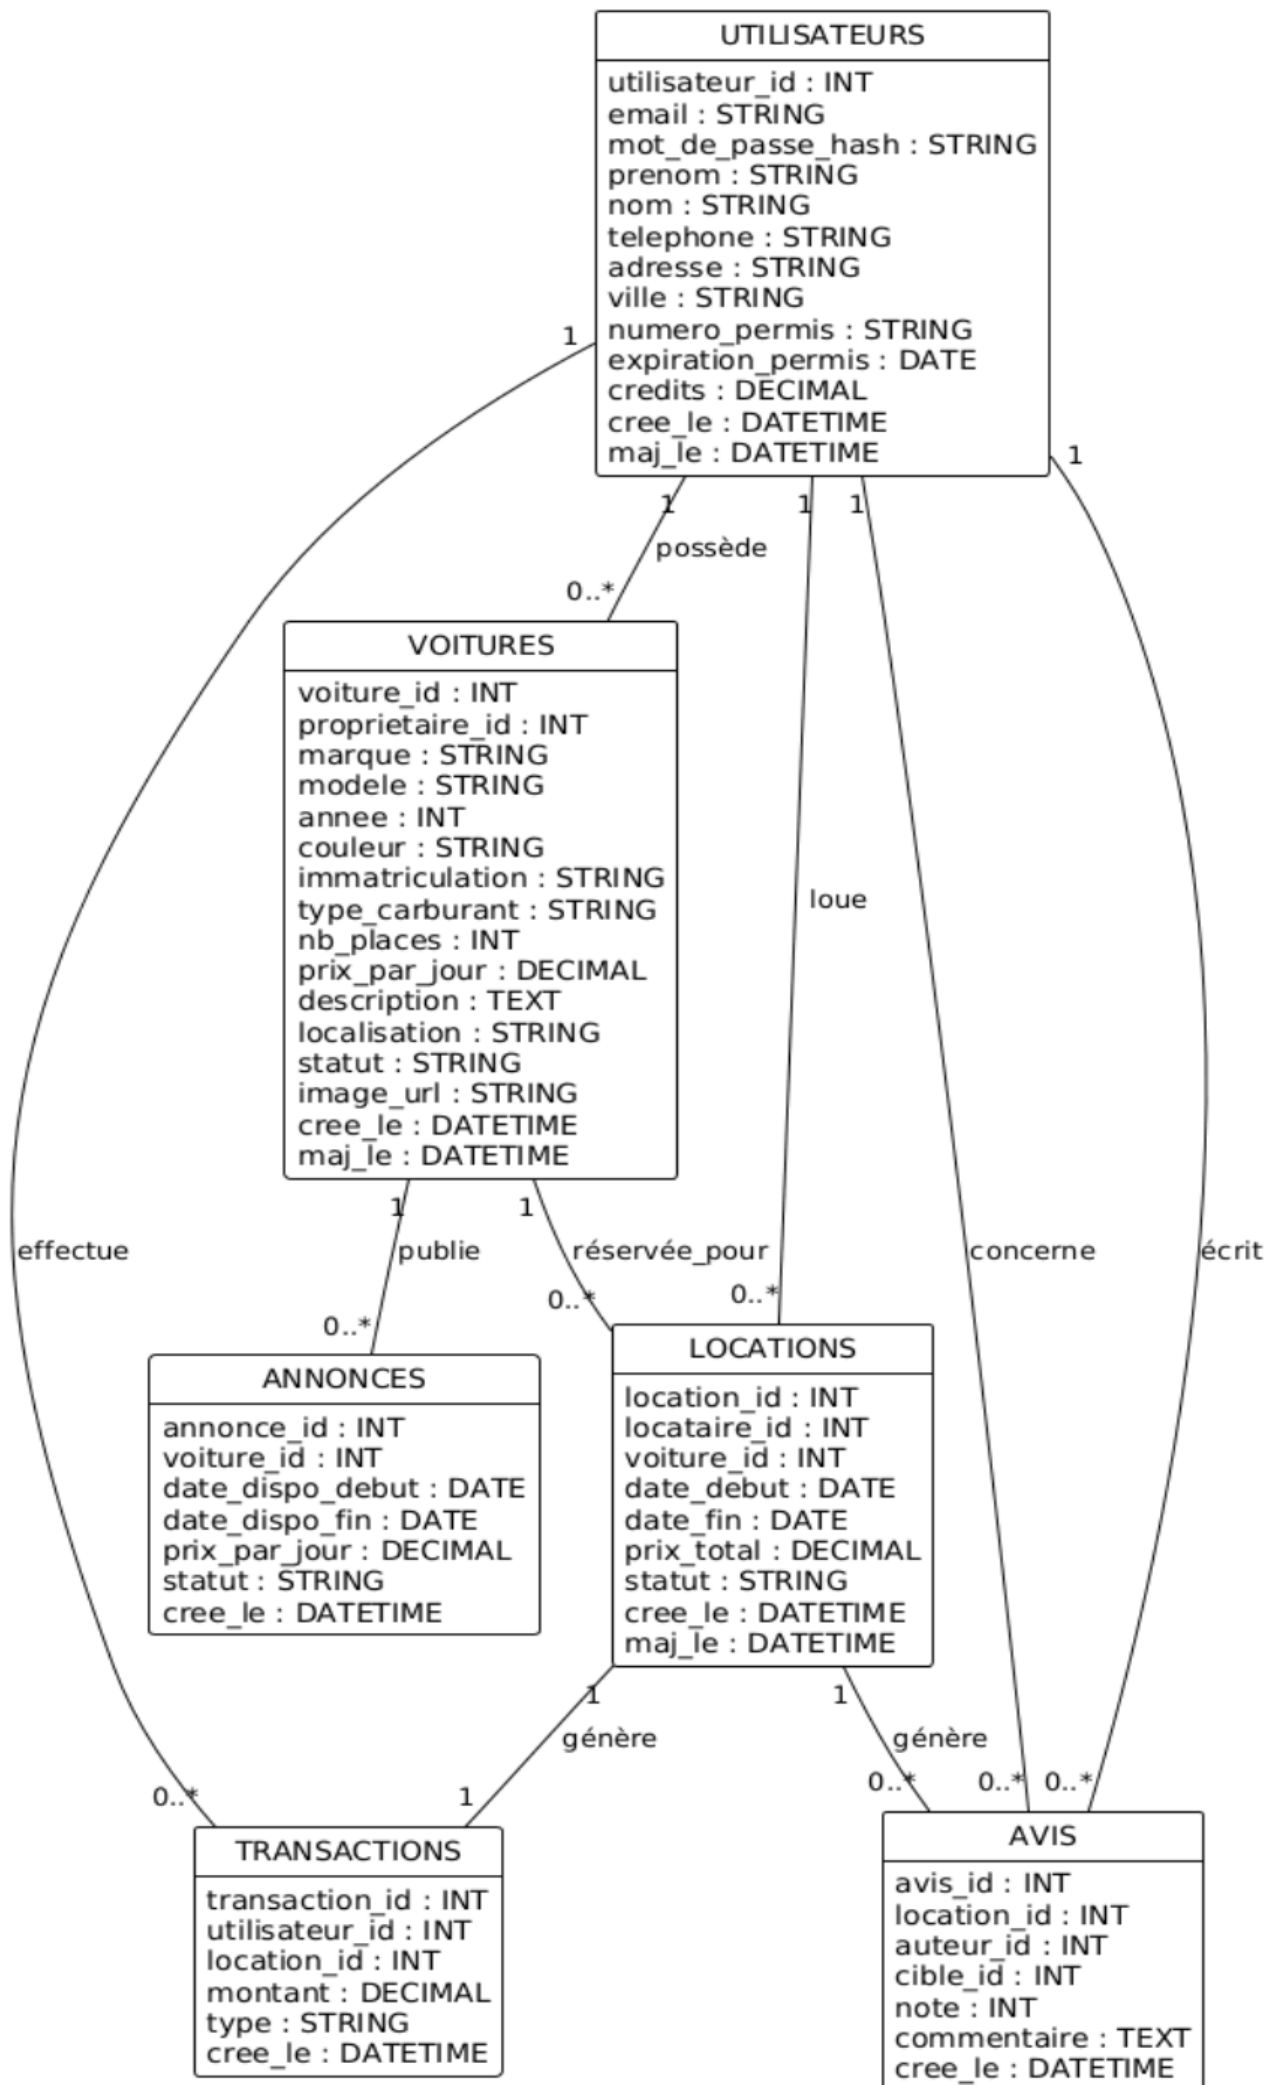 UTILISATEURS
utilisateur_id : INT
email : STRING
mot_de_passe_hash : STRING
prenom : STRING
nom : STRING
telephone : STRING
adresse : STRING
ville : STRING
numero_permis : STRING
expiration_permis : DATE
credits : DECIMAL
cree_le : DATETIME
maj_le : DATETIME
1
1
1
1
1
possède
0..*
VOITURES
voiture_id : INT
proprietaire_id : INT
marque : STRING
modele : STRING
annee : INT
couleur : STRING
immatriculation : STRING
type_carburant : STRING
nb_places : INT
prix_par_jour : DECIMAL
description : TEXT
localisation : STRING
statut : STRING
image_url : STRING
cree_le : DATETIME
maj_le : DATETIME
loue
1
1
effectue
publie
réservée_pour
concerne
écrit
0..*
0..*
0..*
ANNONCES
annonce_id : INT
voiture_id : INT
date_dispo_debut : DATE
date_dispo_fin : DATE
prix_par_jour : DECIMAL
statut : STRING
cree_le : DATETIME
LOCATIONS
location_id : INT
locataire_id : INT
voiture_id : INT
date_debut : DATE
date_fin : DATE
prix_total : DECIMAL
statut : STRING
cree_le : DATETIME
maj_le : DATETIME
1
1
génère
génère
0..*
1
0..*
0..*
0..*
TRANSACTIONS
transaction_id : INT
utilisateur_id : INT
location_id : INT
montant : DECIMAL
type : STRING
cree_le : DATETIME
AVIS
avis_id : INT
location_id : INT
auteur_id : INT
cible_id : INT
note : INT
commentaire : TEXT
cree_le : DATETIME